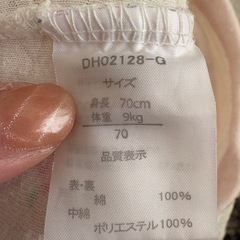 DH02128-G
サイズ
身長 70cm
体重 9kg
70
品質表示
表・裏
綿 100%
中綿
ポリエステル100%